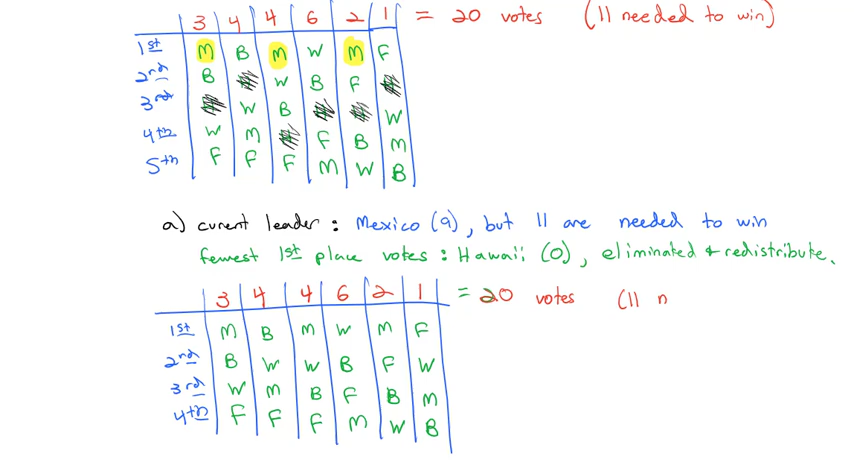 3 4 4 6 2 1 = 20 votes (11 needed to win)
1st M B M W M F
2nd B W B F
3rd W B W
4th W M F B M
5th F F F M W B
a) current leader : Mexico (9), but 11 are needed to win
fewest 1st place votes : Hawaii (0), eliminated + redistribute.
3 4 4 6 2 1 = 20 votes (11 n
1st M B M W M F
2nd B W W B F W
3rd W M B F B M
4th F F F M W B